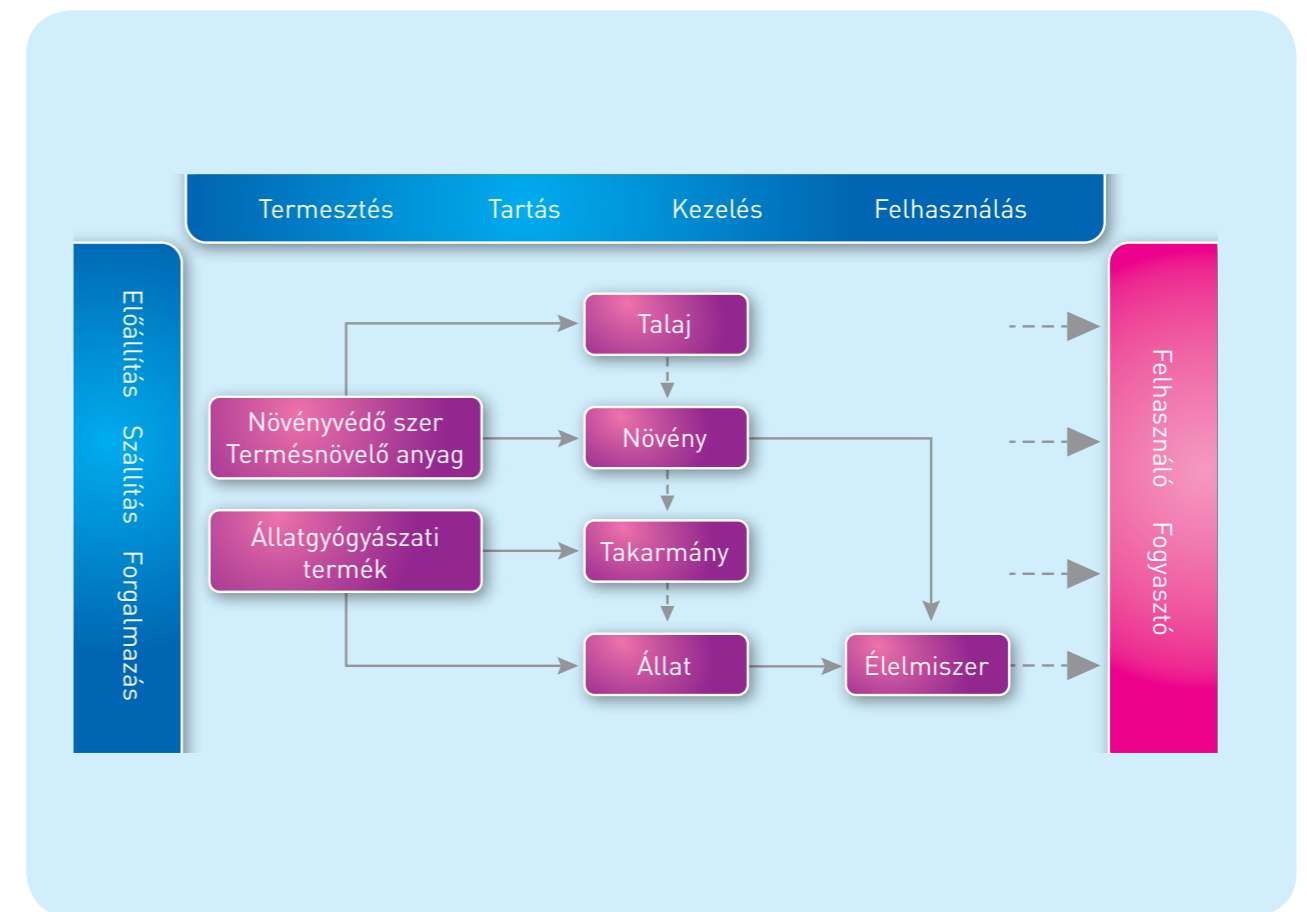 Termesztés Tartás Kezelés Felhasználás
Előállítás Szállítás Forgalmazás
Talaj
Növényvédő szer
Termésnövelő anyag
Növény
Állatgyógyászati
termék
Takarmány
Állat
Élelmiszer
Felhasználó Fogyasztó